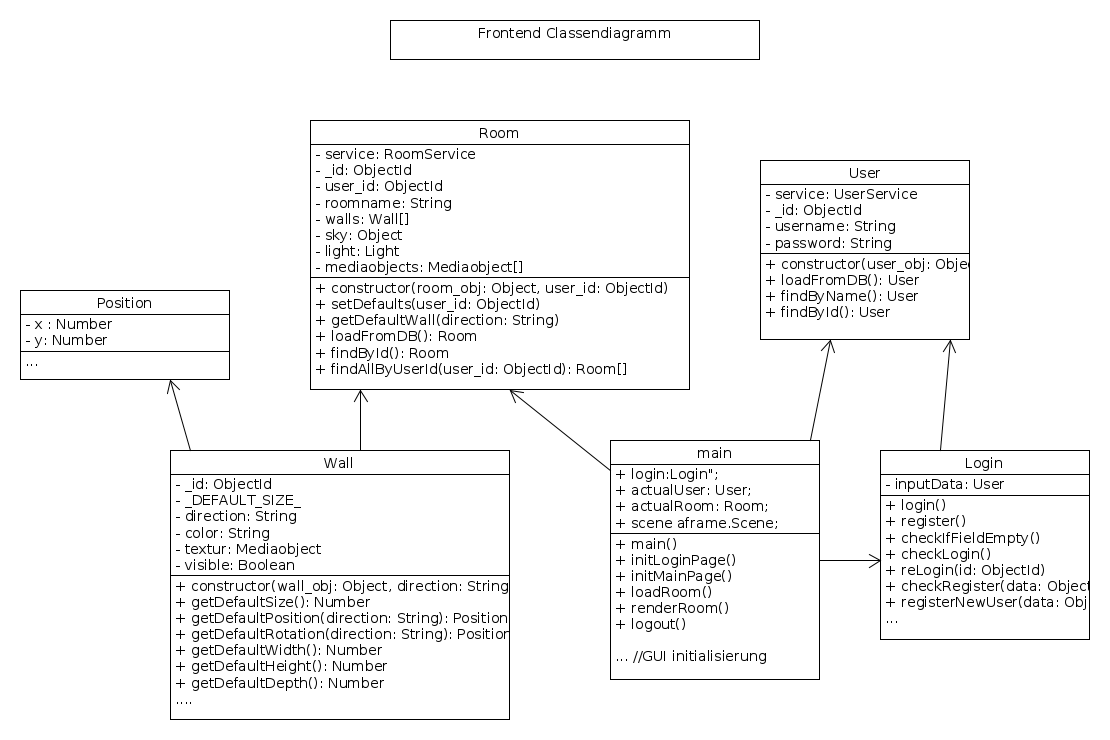 Frontend Classendiagramm
Room
- service: RoomService
- _id: ObjectId
- user_id: ObjectId
- roomname: String
- walls: Wall[]
- sky: Object
- light: Light
- mediaobjects: Mediaobject[]
+ constructor(room_obj: Object, user_id: ObjectId)
+ setDefaults(user_id: ObjectId)
+ getDefaultWall(direction: String)
+ loadFromDB(): Room
+ findById(): Room
+ findAllByUserId(user_id: ObjectId): Room[]
User
- service: UserService
- _id: ObjectId
- username: String
- password: String
+ constructor(user_obj: Objec
+ loadFromDB(): User
+ findByName(): User
+ findById(): User
Position
- x : Number
- y: Number
...
Wall
- _id: ObjectId
- _DEFAULT_SIZE_
- direction: String
- color: String
- textur: Mediaobject
- visible: Boolean
+ constructor(wall_obj: Object, direction: String
+ getDefaultSize(): Number
+ getDefaultPosition(direction: String): Position
+ getDefaultRotation(direction: String): Position
+ getDefaultWidth(): Number
+ getDefaultHeight(): Number
+ getDefaultDepth(): Number
....
main
+ login:Login";
+ actualUser: User;
+ actualRoom: Room;
+ scene aframe.Scene;
+ main()
+ initLoginPage()
+ initMainPage()
+ loadRoom()
+ renderRoom()
+ logout()
... //GUI initialisierung
Login
- inputData: User
+ login()
+ register()
+ checkIfFieldEmpty()
+ checkLogin()
+ reLogin(id: ObjectId)
+ checkRegister(data: Object
+ registerNewUser(data: Obj
...